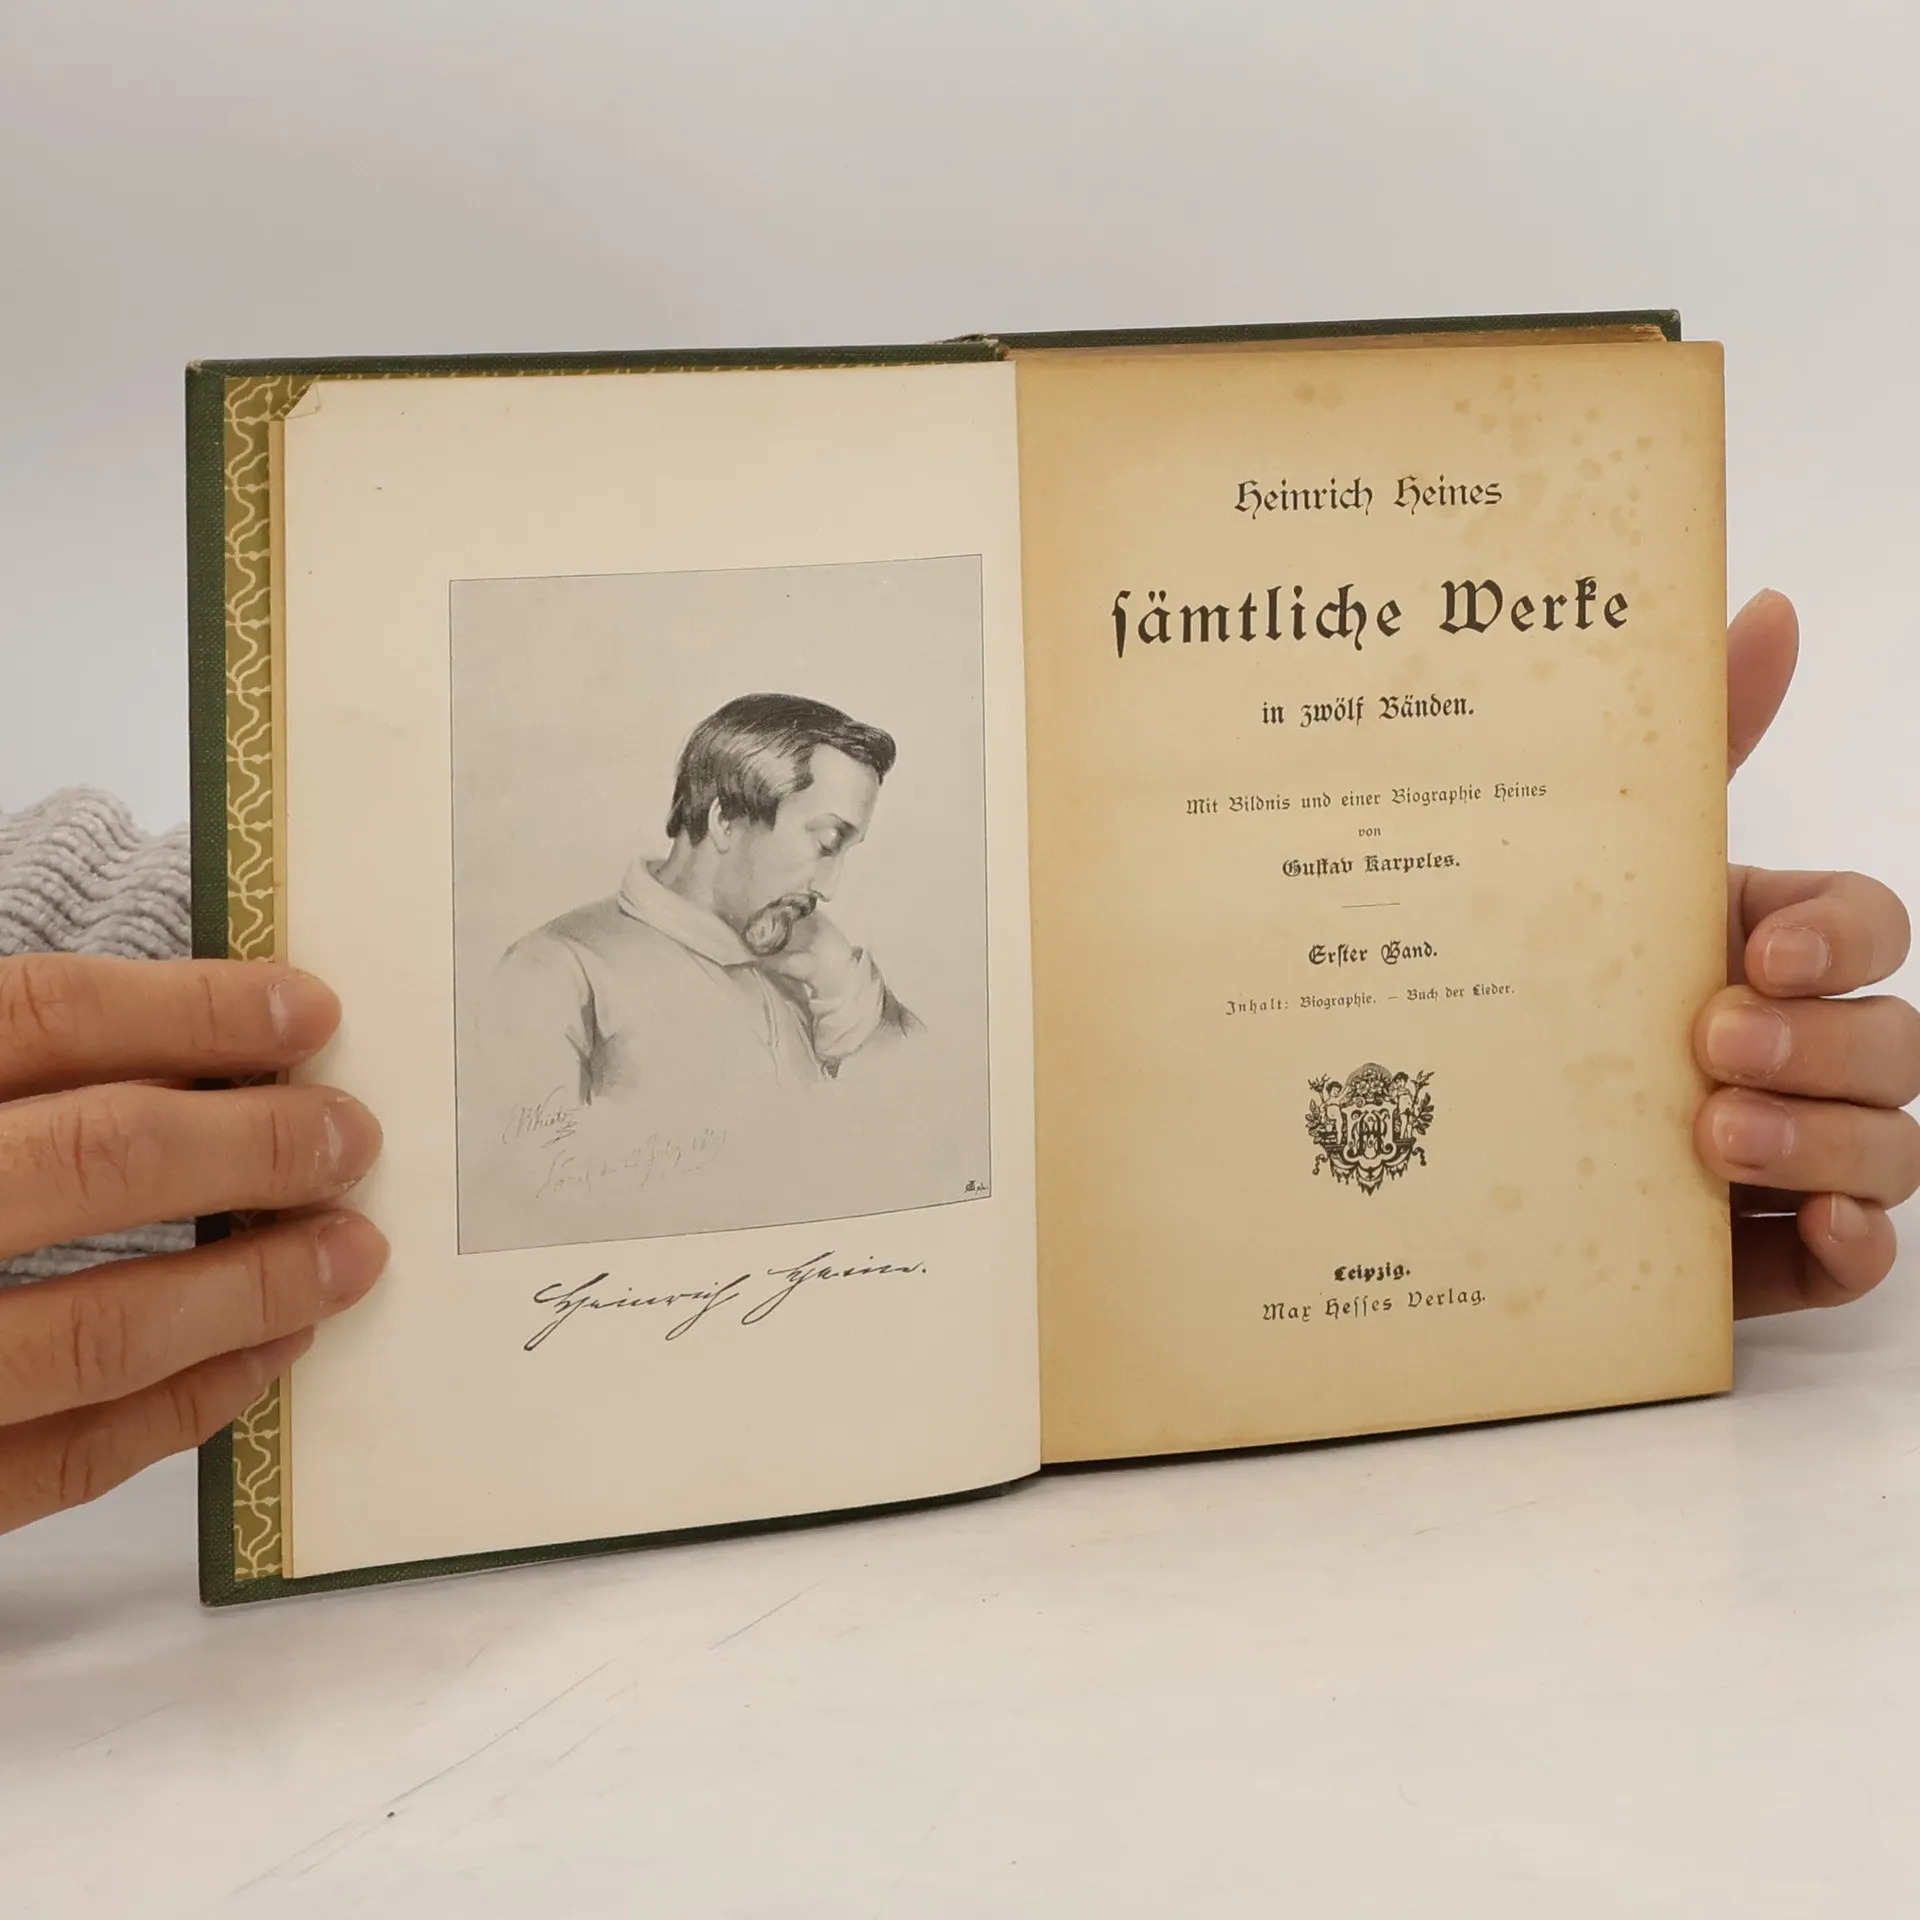 Heinrich Heine.
Heinrich Heines
sämtliche Werke
in zwölf Bänden.
Mit Bildnis und einer Biographie Heines
von
Gustav Karpeles.
Erster Band.
Inhalt: Biographie. — Buch der Lieder.
Leipzig.
Max Hesses Verlag.